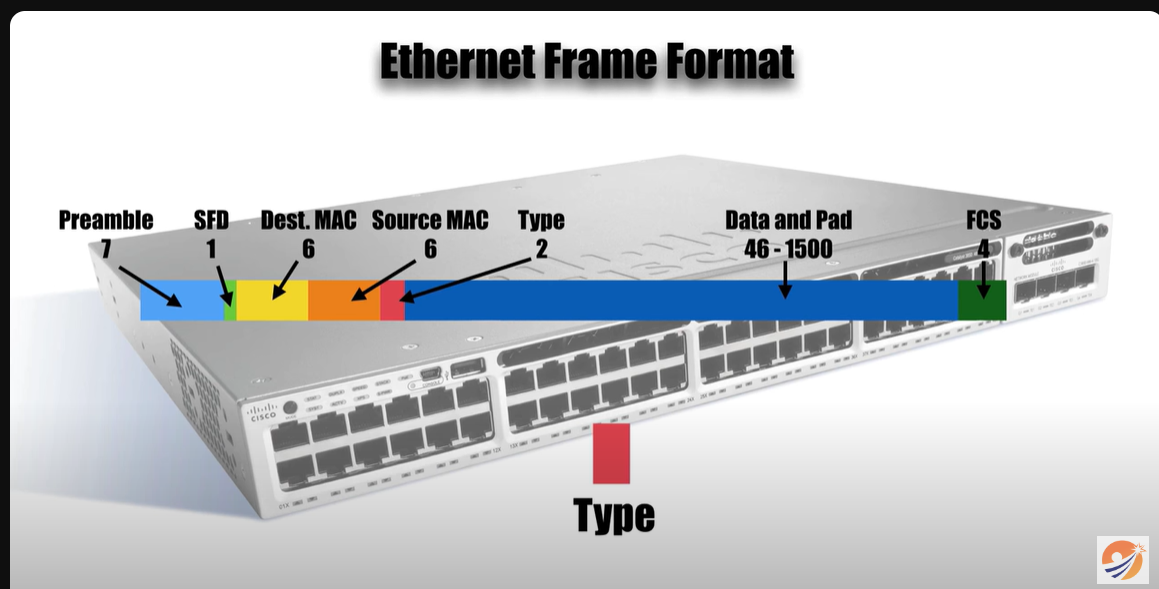 Ethernet Frame Format
Preamble
7
SFD
1
Dest. MAC
6
Source MAC
6
Type
2
Data and Pad
46 - 1500
FCS
4
CISCO
CONSOLE
Type